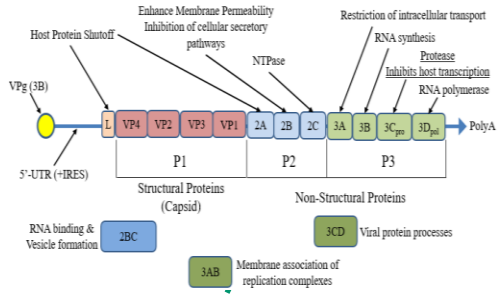 Enhance Membrane Permeability
Inhibition of cellular secretory
pathways
Restriction of intracellular transport
Host Protein Shutoff
RNA synthesis
NTPase
Protease
Inhibits host transcription
RNA polymerase
VPg (3B)
L VP4 VP2 VP3 VP1 2A 2B 2C 3A 3B 3Cpro 3Dpol PolyA
5'-UTR (+IRES)
P1 P2 P3
Structural Proteins
(Capsid)
Non-Structural Proteins
RNA binding &
Vesicle formation
2BC
3CD Viral protein processes
3AB
Membrane association of
replication complexes